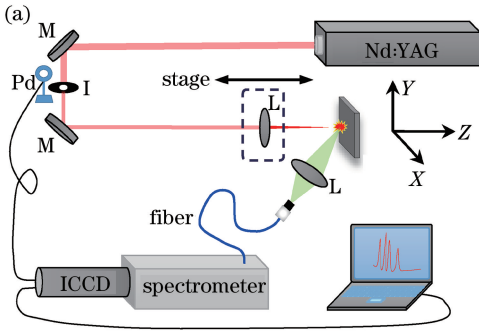 (a)
M
Nd:YAG
Pd
I
stage
L
Y
M
Z
X
L
fiber
ICCD
spectrometer